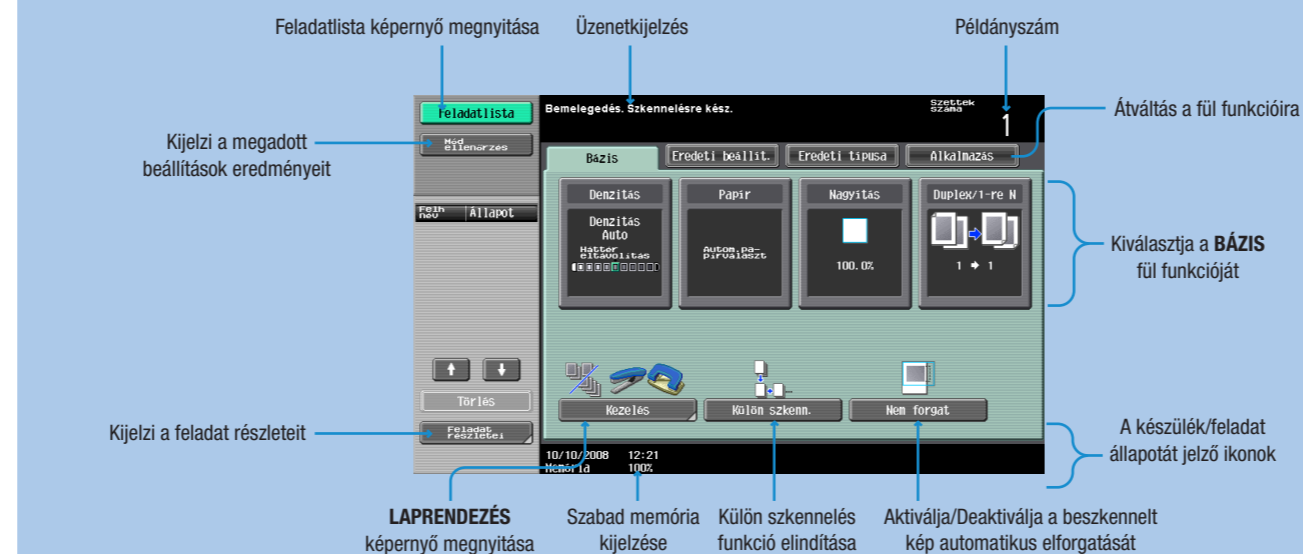 Feladatlista képernyő megnyitása
Üzenetkijelzés
Példányszám
Feladatlista
Bemelegedés. Szkennelésre kész.
Szettek
száma
1
Átváltás a fül funkcióira
Kijelzi a megadott
beállítások eredményeit
Mód
ellenőrzés
Bázis
Eredeti beállít.
Eredeti típusa
Alkalmazás
Felh
név
Állapot
Denzitás
Papír
Nagyítás
Duplex/1-re N
Denzitás
Auto
Háttér
eltávolítás
Autom.pa-
pírválaszt
100.0%
1 → 1
Kiválasztja a BÁZIS
fül funkcióját
Törlés
Kezelés
Külön szkenn.
Nem forgat
Kijelzi a feladat részleteit
Feladat
részletei
10/10/2008 12:21
Memória 100%
A készülék/feladat
állapotát jelző ikonok
LAPRENDEZÉS
képernyő megnyitása
Szabad memória
kijelzése
Külön szkennelés
funkció elindítása
Aktiválja/Deaktiválja a beszkennelt
kép automatikus elforgatását